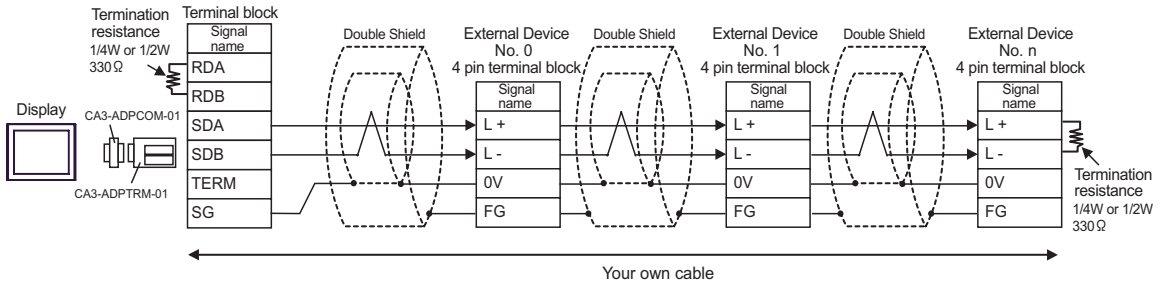 Termination
resistance
1/4W or 1/2W
330Ω
Terminal block
Signal
name
RDA
RDB
SDA
SDB
TERM
SG
Display
CA3-ADPCOM-01
CA3-ADPTRM-01
Double Shield
External Device
No. 0
4 pin terminal block
Signal
name
L +
L -
0V
FG
Double Shield
External Device
No. 1
4 pin terminal block
Signal
name
L +
L -
0V
FG
Double Shield
External Device
No. n
4 pin terminal block
Signal
name
L +
L -
0V
FG
Termination
resistance
1/4W or 1/2W
330Ω
Your own cable